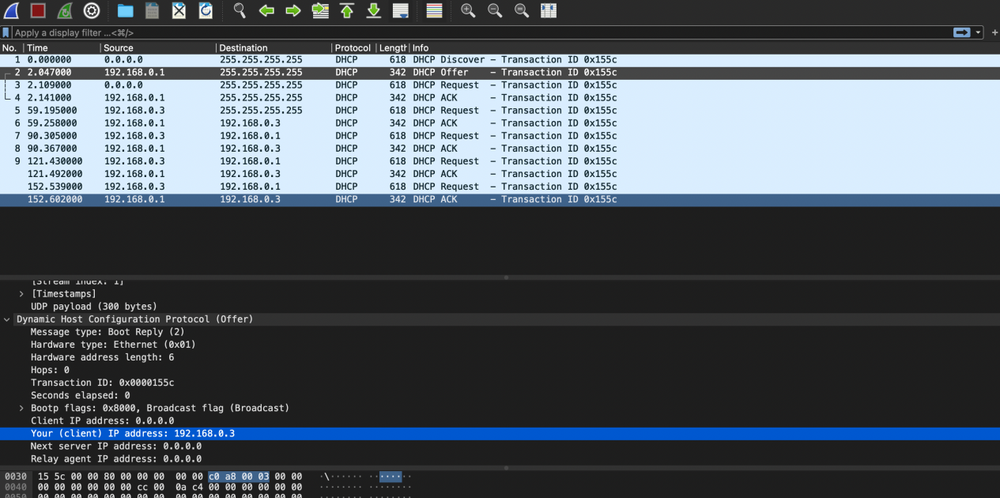 Apply a display filter ...<⌘/>
No. Time Source Destination Protocol Length Info
1 0.000000 0.0.0.0 255.255.255.255 DHCP 618 DHCP Discover – Transaction ID 0x155c
2 2.047000 192.168.0.1 255.255.255.255 DHCP 342 DHCP Offer – Transaction ID 0x155c
3 2.109000 0.0.0.0 255.255.255.255 DHCP 618 DHCP Request – Transaction ID 0x155c
4 2.141000 192.168.0.1 255.255.255.255 DHCP 342 DHCP ACK – Transaction ID 0x155c
5 59.195000 192.168.0.3 255.255.255.255 DHCP 618 DHCP Request – Transaction ID 0x155c
6 59.258000 192.168.0.1 192.168.0.3 DHCP 342 DHCP ACK – Transaction ID 0x155c
7 90.305000 192.168.0.3 192.168.0.1 DHCP 618 DHCP Request – Transaction ID 0x155c
8 90.367000 192.168.0.1 192.168.0.3 DHCP 342 DHCP ACK – Transaction ID 0x155c
9 121.430000 192.168.0.3 192.168.0.1 DHCP 618 DHCP Request – Transaction ID 0x155c
121.492000 192.168.0.1 192.168.0.3 DHCP 342 DHCP ACK – Transaction ID 0x155c
152.539000 192.168.0.3 192.168.0.1 DHCP 618 DHCP Request – Transaction ID 0x155c
152.602000 192.168.0.1 192.168.0.3 DHCP 342 DHCP ACK – Transaction ID 0x155c
[Stream index: 1]
[Timestamps]
UDP payload (300 bytes)
Dynamic Host Configuration Protocol (Offer)
Message type: Boot Reply (2)
Hardware type: Ethernet (0x01)
Hardware address length: 6
Hops: 0
Transaction ID: 0x0000155c
Seconds elapsed: 0
Bootp flags: 0x8000, Broadcast flag (Broadcast)
Client IP address: 0.0.0.0
Your (client) IP address: 192.168.0.3
Next server IP address: 0.0.0.0
Relay agent IP address: 0.0.0.0
0030 15 5c 00 00 80 00 00 00 00 00 c0 a8 00 03 00 00 ·\······ ········
0040 00 00 00 00 00 00 cc 00 0a c4 00 00 00 00 00 00 ········ ········
0050 00 00 00 00 00 00 00 00 00 00 00 00 00 00 00 00